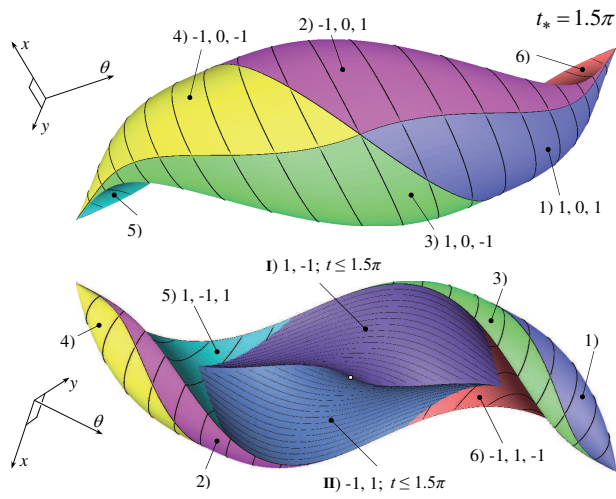 t* = 1.5π
4) -1, 0, -1
2) -1, 0, 1
6)
x
θ
y
5)
1) 1, 0, 1
3) 1, 0, -1
I) 1, -1; t ≤ 1.5π
5) 1, -1, 1
3)
4)
1)
y
θ
x
2)
II) -1, 1; t ≤ 1.5π
6) -1, 1, -1